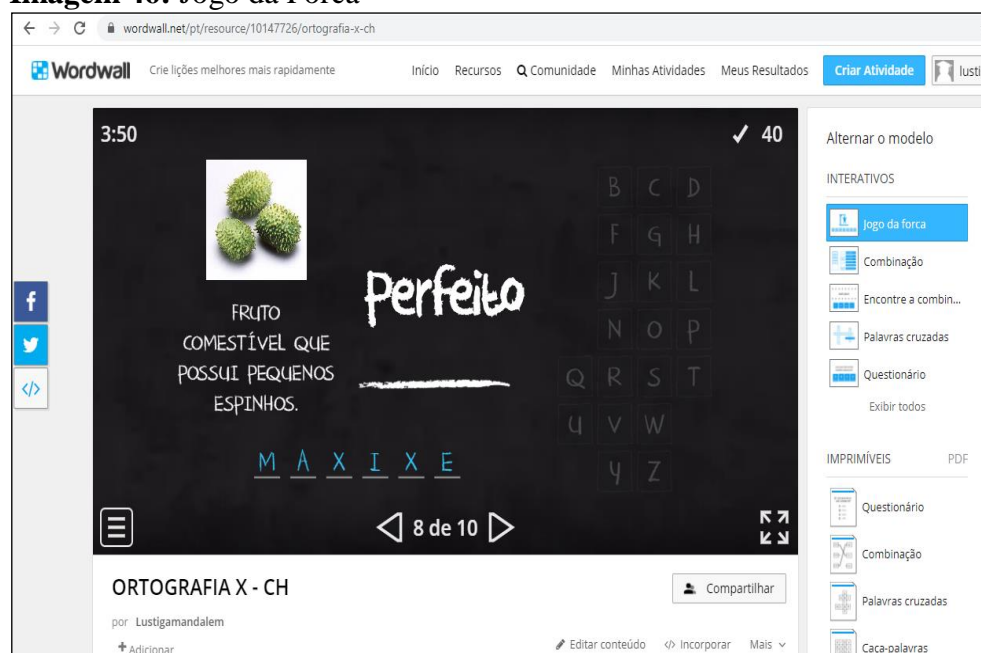 Imagem 40: Jogo da Forca
wordwall.net/pt/resource/10147726/ortografia-x-ch
Wordwall Crie lições melhores mais rapidamente Início Recursos Comunidade Minhas Atividades Meus Resultados Criar Atividade lusti
3:50
✓ 40
B C D
F G H
J K L
N O P
Q R S T
U V W
Y Z
FRUTO
COMESTÍVEL QUE
POSSUI PEQUENOS
ESPINHOS.
Perfeito
M A X I X E
8 de 10
ORTOGRAFIA X - CH
Compartilhar
por Lustigamandalem
+ Adicionar
Editar conteúdo
</> Incorporar
Mais
Alternar o modelo
INTERATIVOS
Jogo da forca
Combinação
Encontre a combin...
Palavras cruzadas
Questionário
Exibir todos
IMPRIMÍVEIS PDF
Questionário
Combinação
Palavras cruzadas
Caça-palavras